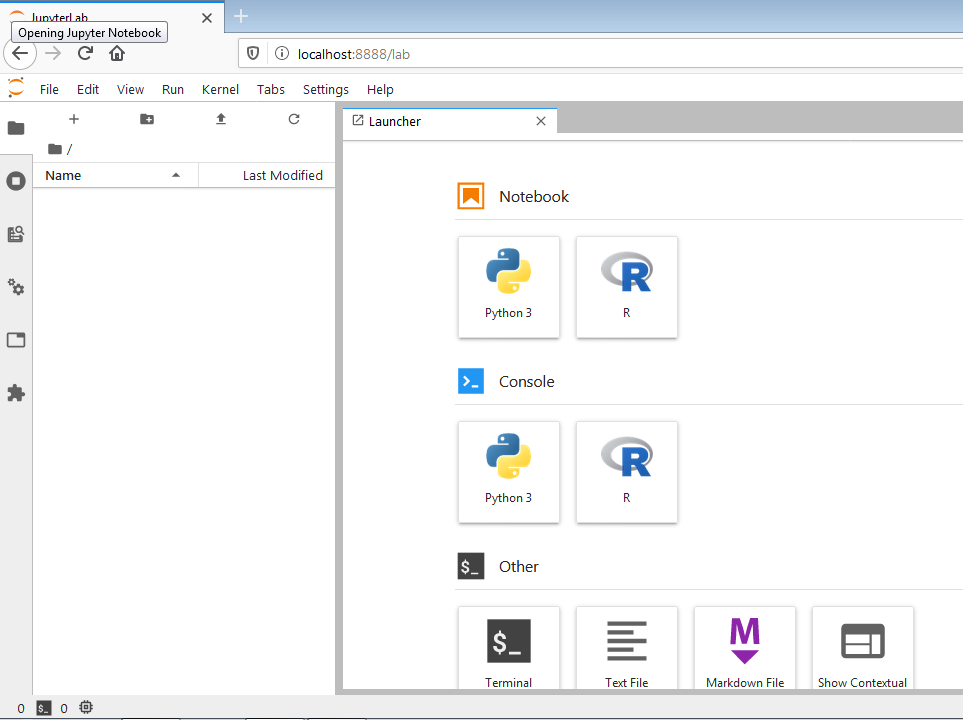 JupyterLab
Opening Jupyter Notebook
localhost:8888/lab
File Edit View Run Kernel Tabs Settings Help
Launcher
/
Name Last Modified
Notebook
Python 3 R
Console
Python 3 R
$_ Other
$_ M
Terminal Text File Markdown File Show Contextual
0 $_ 0